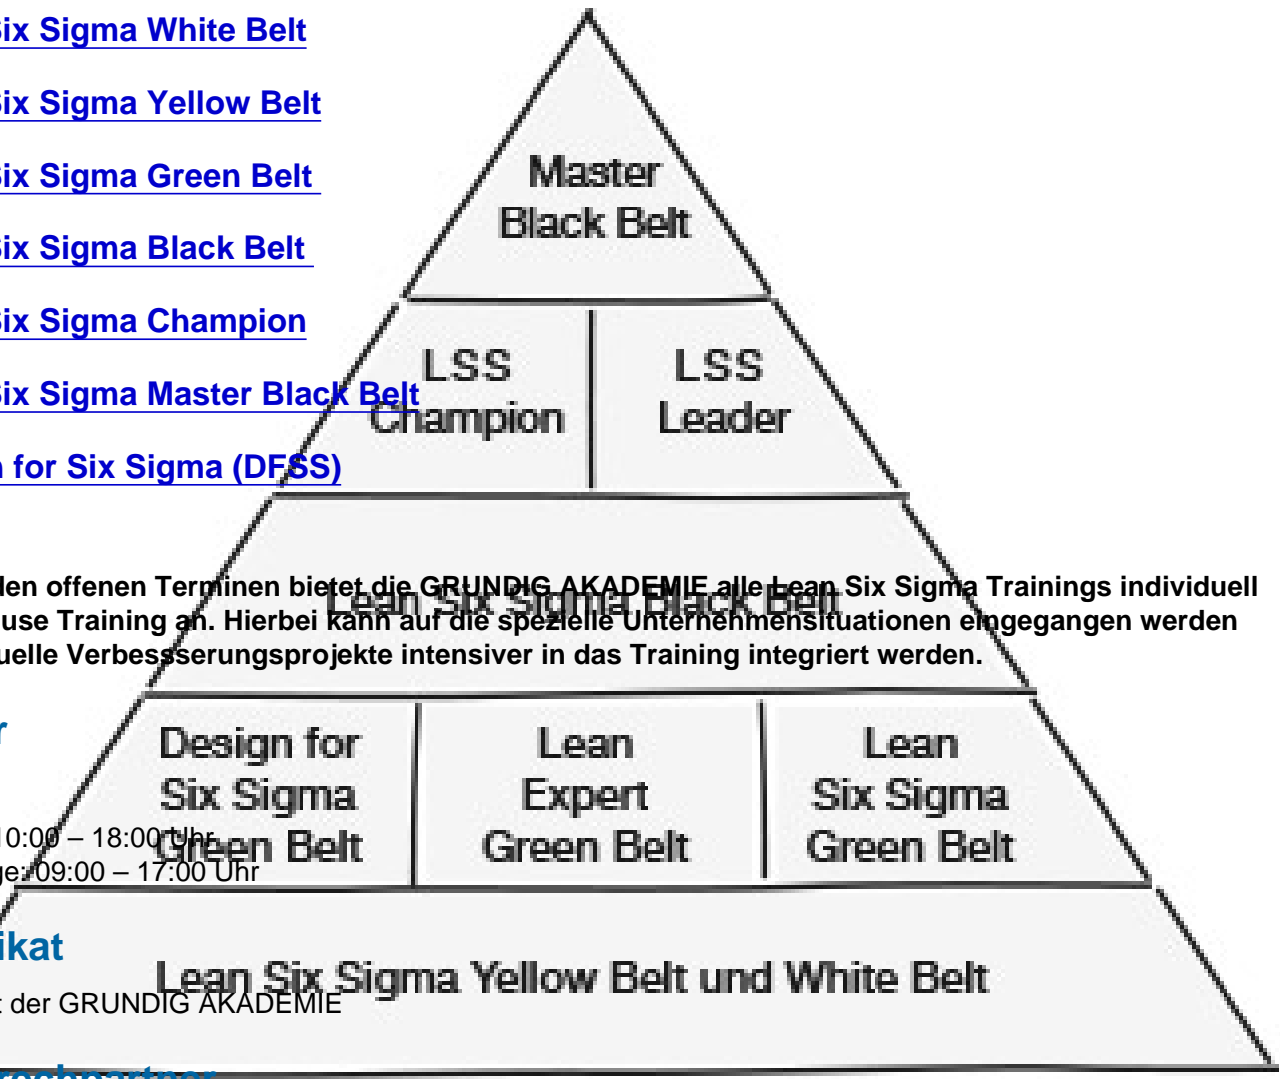 ix Sigma White Belt
Six Sigma Yellow Belt
Six Sigma Green Belt
Six Sigma Black Belt
Six Sigma Champion
Six Sigma Master Black Belt
for Six Sigma (DFSS)
den offenen Terminen bietet die GRUNDIG AKADEMIE alle Lean Six Sigma Trainings individuell
use Training an. Hierbei kann auf die spezielle Unternehmensituationen eingegangen werden
uelle Verbessserungsprojekte intensiver in das Training integriert werden.
r
10:00 – 18:00 Uhr
ge: 09:00 – 17:00 Uhr
ikat
t der GRUNDIG AKADEMIE
rechpartner
Master
Black Belt
LSS
Champion
LSS
Leader
Lean Six Sigma Black Belt
Design for
Six Sigma
Green Belt
Lean
Expert
Green Belt
Lean
Six Sigma
Green Belt
Lean Six Sigma Yellow Belt und White Belt